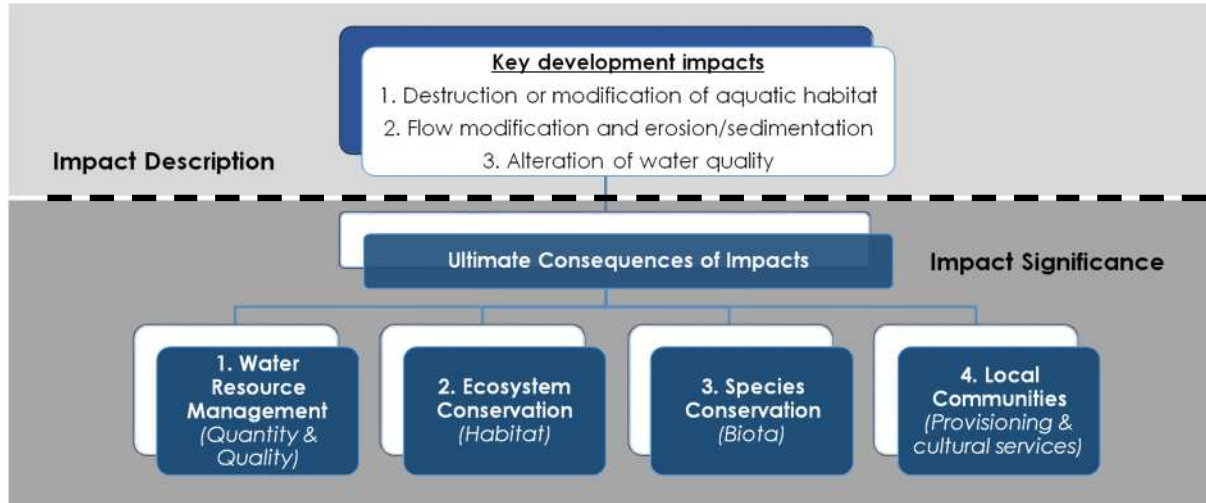 Key development impacts
1. Destruction or modification of aquatic habitat
2. Flow modification and erosion/sedimentation
3. Alteration of water quality
Impact Description
Ultimate Consequences of Impacts
Impact Significance
1. Water
Resource
Management
(Quantity &
Quality)
2. Ecosystem
Conservation
(Habitat)
3. Species
Conservation
(Biota)
4. Local
Communities
(Provisioning &
cultural services)